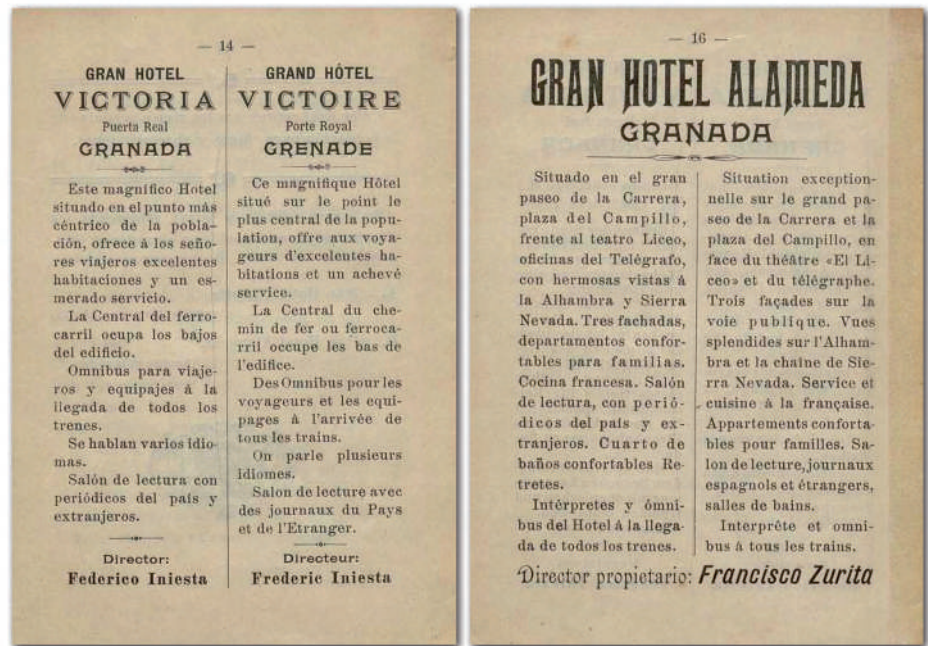 — 14 —
GRAN HOTEL
VICTORIA
Puerta Real
GRANADA
Este magnífico Hotel
situado en el punto más
céntrico de la pobla-
ción, ofrece á los seño-
res viajeros excelentes
habitaciones y un es-
merado servicio.
La Central del ferro-
carril ocupa los bajos
del edificio.
Omnibus para viaje-
ros y equipajes á la
llegada de todos los
trenes.
Se hablan varios idio-
mas.
Salón de lectura con
periódicos del país y
extranjeros.
Director:
Federico Iniesta
GRAND HÔTEL
VICTOIRE
Porte Royal
GRENADE
Ce magnifique Hôtel
situé sur le point le
plus central de la popu-
lation, offre aux voya-
geurs d'excelentes ha-
bitations et un achevé
service.
La Central du che-
min de fer ou ferroca-
rril occupe les bas de
l'edifice.
Des Omnibus pour les
voyageurs et les equi-
pages à l'arrivée de
tous les trains.
On parle plusieurs
idiomes.
Salon de lecture avec
des journaux du Pays
et de l'Etranger.
Directeur:
Frederic Iniesta
— 16 —
GRAN HOTEL ALAMEDA
GRANADA
Situado en el gran
paseo de la Carrera,
plaza del Campillo,
frente al teatro Liceo,
oficinas del Telégrafo,
con hermosas vistas á
la Alhambra y Sierra
Nevada. Tres fachadas,
departamentos confor-
tables para familias.
Cocina francesa. Salón
de lectura, con perió-
dicos del país y ex-
tranjeros. Cuarto de
baños confortables Re-
tretes.
Intérpretes y ómni-
bus del Hotel á la llega-
da de todos los trenes.
Situation exception-
nelle sur le grand pa-
seo de la Carrera et la
plaza del Campillo, en
face du théâtre «El Li-
ceo» et du télégraphe.
Trois façades sur la
voie publique. Vues
splendides sur l'Alham-
bra et la chaîne de Sie-
rra Nevada. Service et
cuisine à la française.
Appartements conforta-
bles pour familles. Sa-
lon de lecture, journaux
espagnols et étrangers,
salles de bains.
Interprête et omni-
bus à tous les trains.
Director propietario: Francisco Zurita